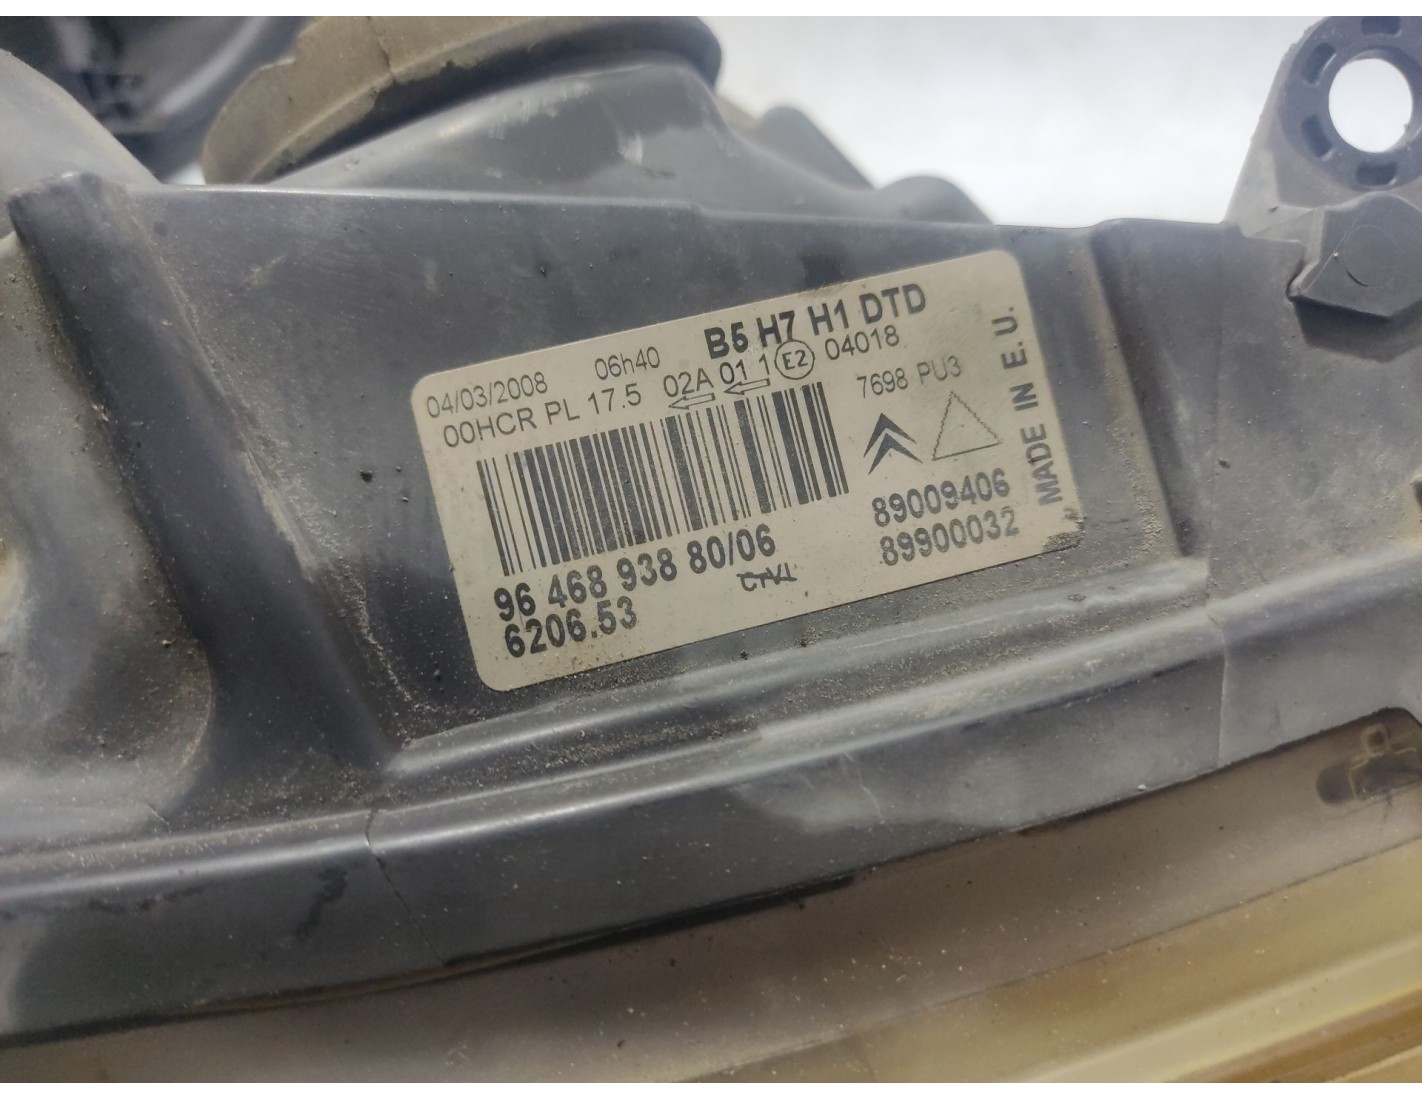 B5 H7 H1 DTD
04/03/2008 06h40
00HCR PL 17.5 02A 01 1 E2 04018
7698 PU3
MADE IN E.U.
96 468 938 80/06
6206.53
89009406
89900032